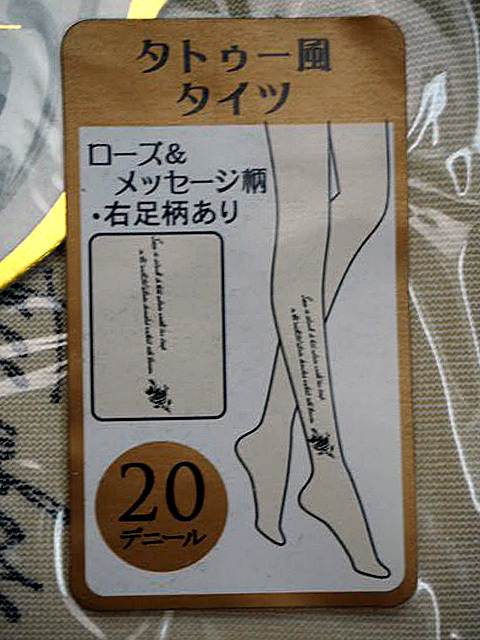 タトゥー風
タイツ
ローズ&
メッセージ柄
・右足柄あり
20
デニール